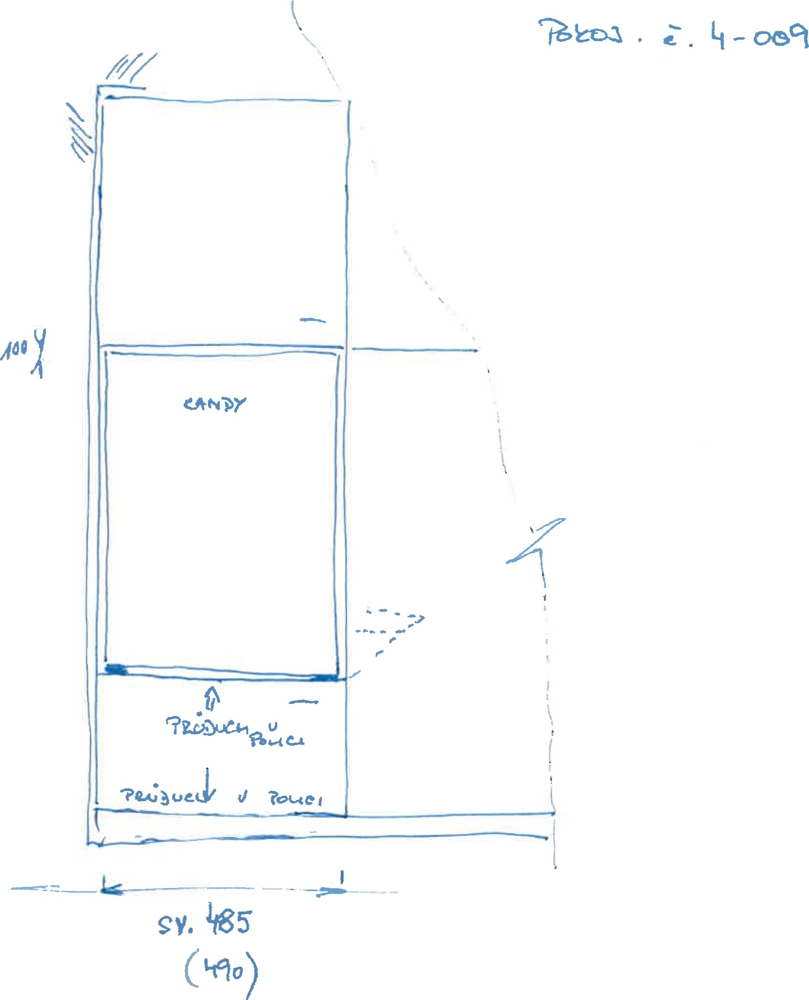 Pokoj. č. 4-009
100
CANDY
PRŮDUCH V
POLICI
PRŮDUCH V POLICI
SV. 485
(490)